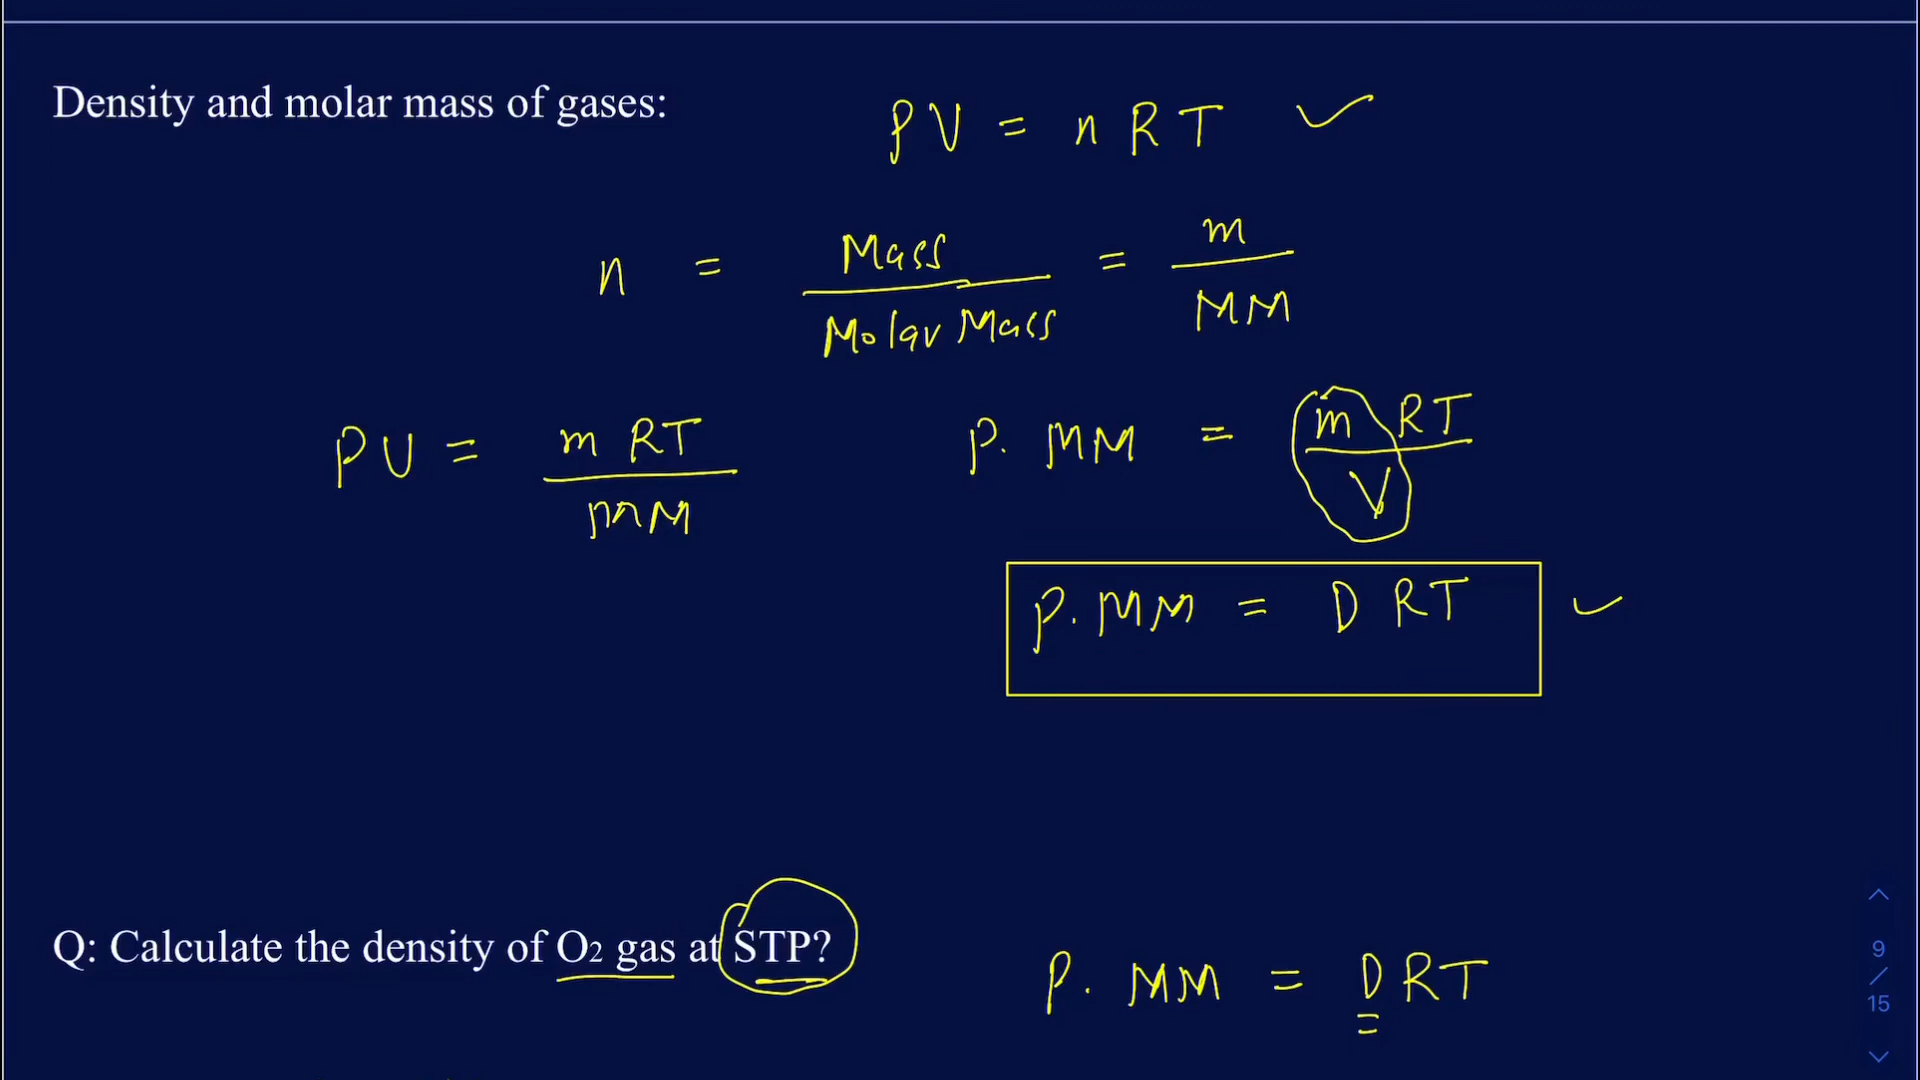 Density and molar mass of gases:
PV = nRT ✓
n = Mass / Molar Mass = m / MM
PV = mRT / MM
P. MM = mRT / V
P. MM = DRT ✓
Q: Calculate the density of O2 gas at STP?
P. MM = DRT
9
/
15